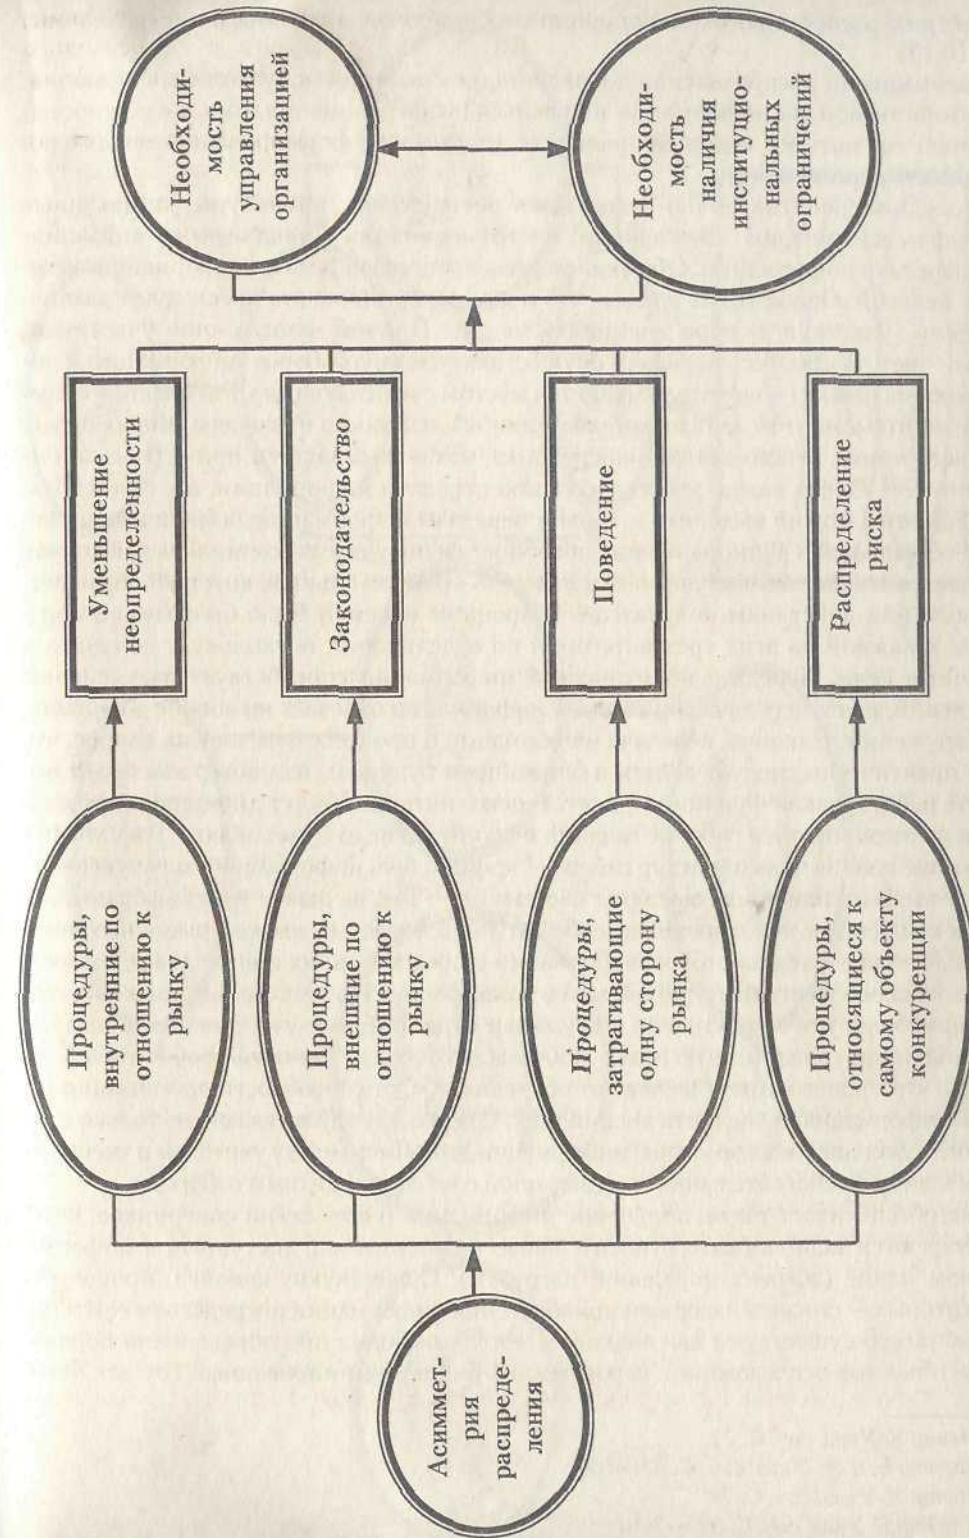 Асиммет-
рия
распреде-
ления
Процедуры,
внутренние по
отношению к
рынку
Процедуры,
внешние по
отношению к
рынку
Процедуры,
затрагивающие
одну сторону
рынка
Процедуры,
относящиеся к
самому объекту
конкуренции
Уменьшение
неопределенности
Законодательство
Поведение
Распределение
риска
Необходи-
мость
управления
организацией
Необходи-
мость
наличия
институцио-
нальных
ограничений